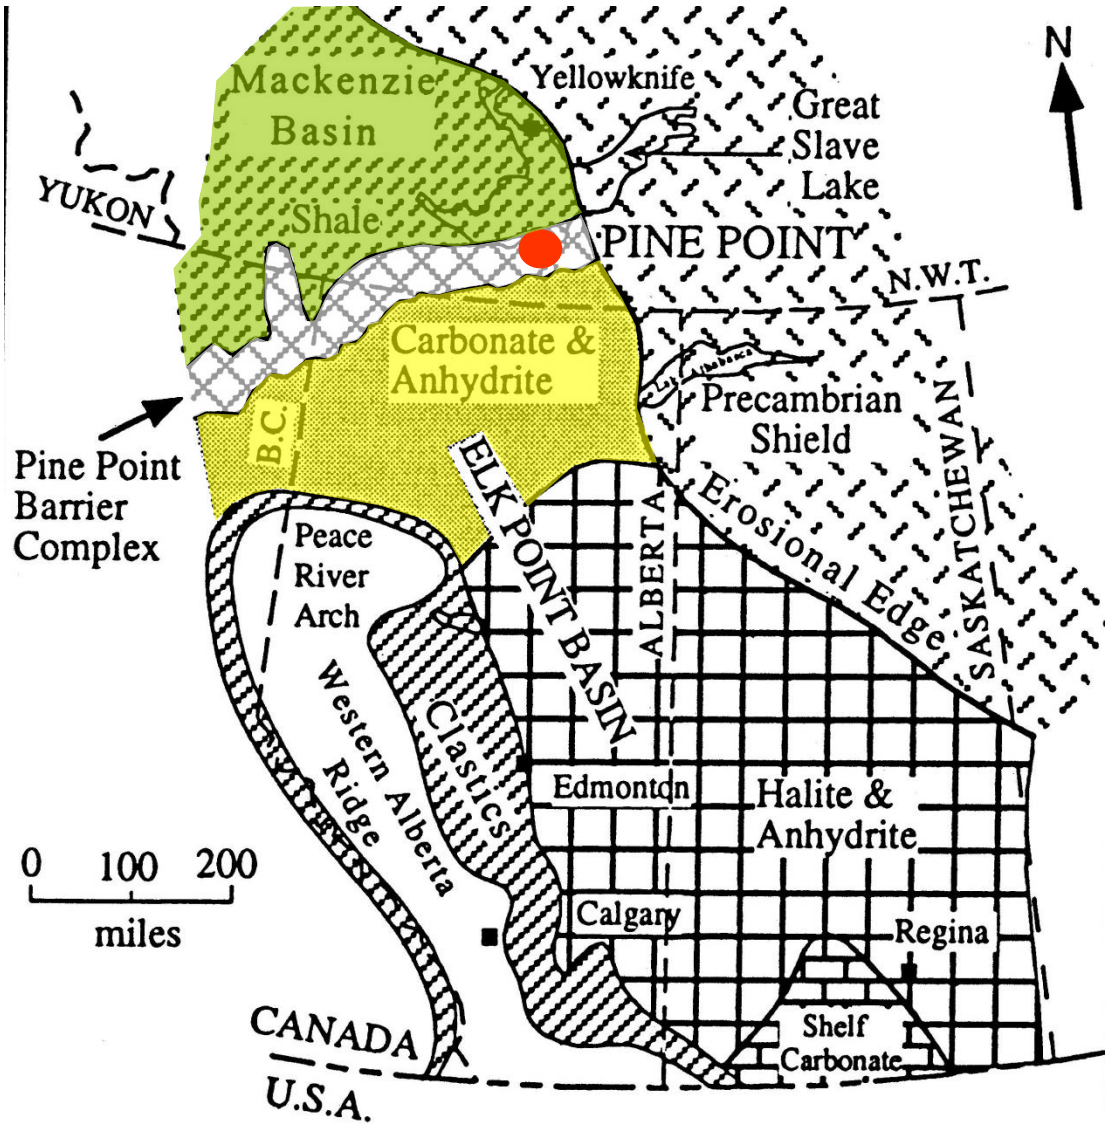 N
Mackenzie
Basin
Yellowknife
Great
Slave
Lake
YUKON
Shale
PINE POINT
N.W.T.
Carbonate &
Anhydrite
Precambrian
Shield
B.C.
Pine Point
Barrier
Complex
ELK POINT BASIN
ALBERTA
Erosional Edge
SASKATCHEWAN
Peace
River
Arch
Western Alberta
Ridge
Clastics
Edmonton
Halite &
Anhydrite
0 100 200
miles
Calgary
Regina
Shelf
Carbonate
CANADA
U.S.A.